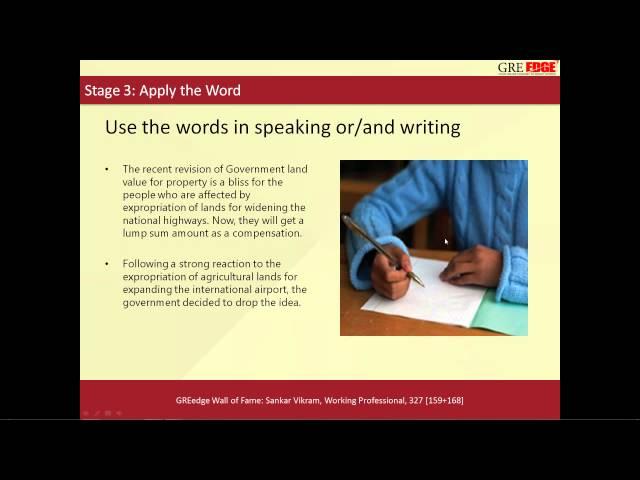 GRE EDGE
Stage 3: Apply the Word
Use the words in speaking or/and writing
• The recent revision of Government land
value for property is a bliss for the
people who are affected by
expropriation of lands for widening the
national highways. Now, they will get a
lump sum amount as a compensation.
• Following a strong reaction to the
expropriation of agricultural lands for
expanding the international airport, the
government decided to drop the idea.
GREedge Wall of Fame: Sankar Vikram, Working Professional, 327 [159+168]